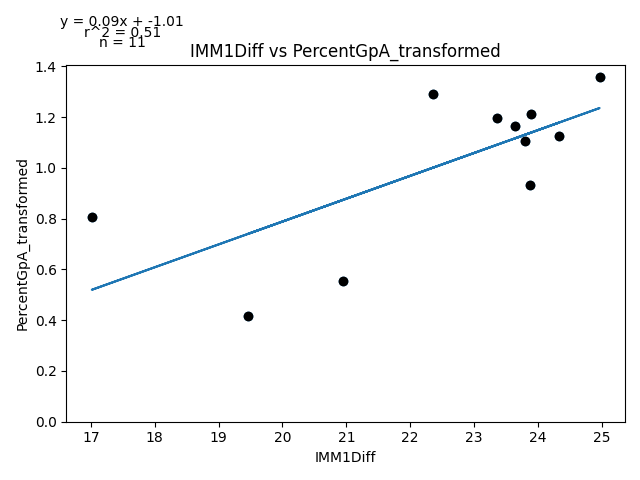 y = 0.09x + -1.01
r^2 = 0.51
n = 11
IMM1Diff vs PercentGpA_transformed
1.4
1.2
1.0
0.8
0.6
0.4
0.2
0.0
PercentGpA_transformed
17 18 19 20 21 22 23 24 25
IMM1Diff